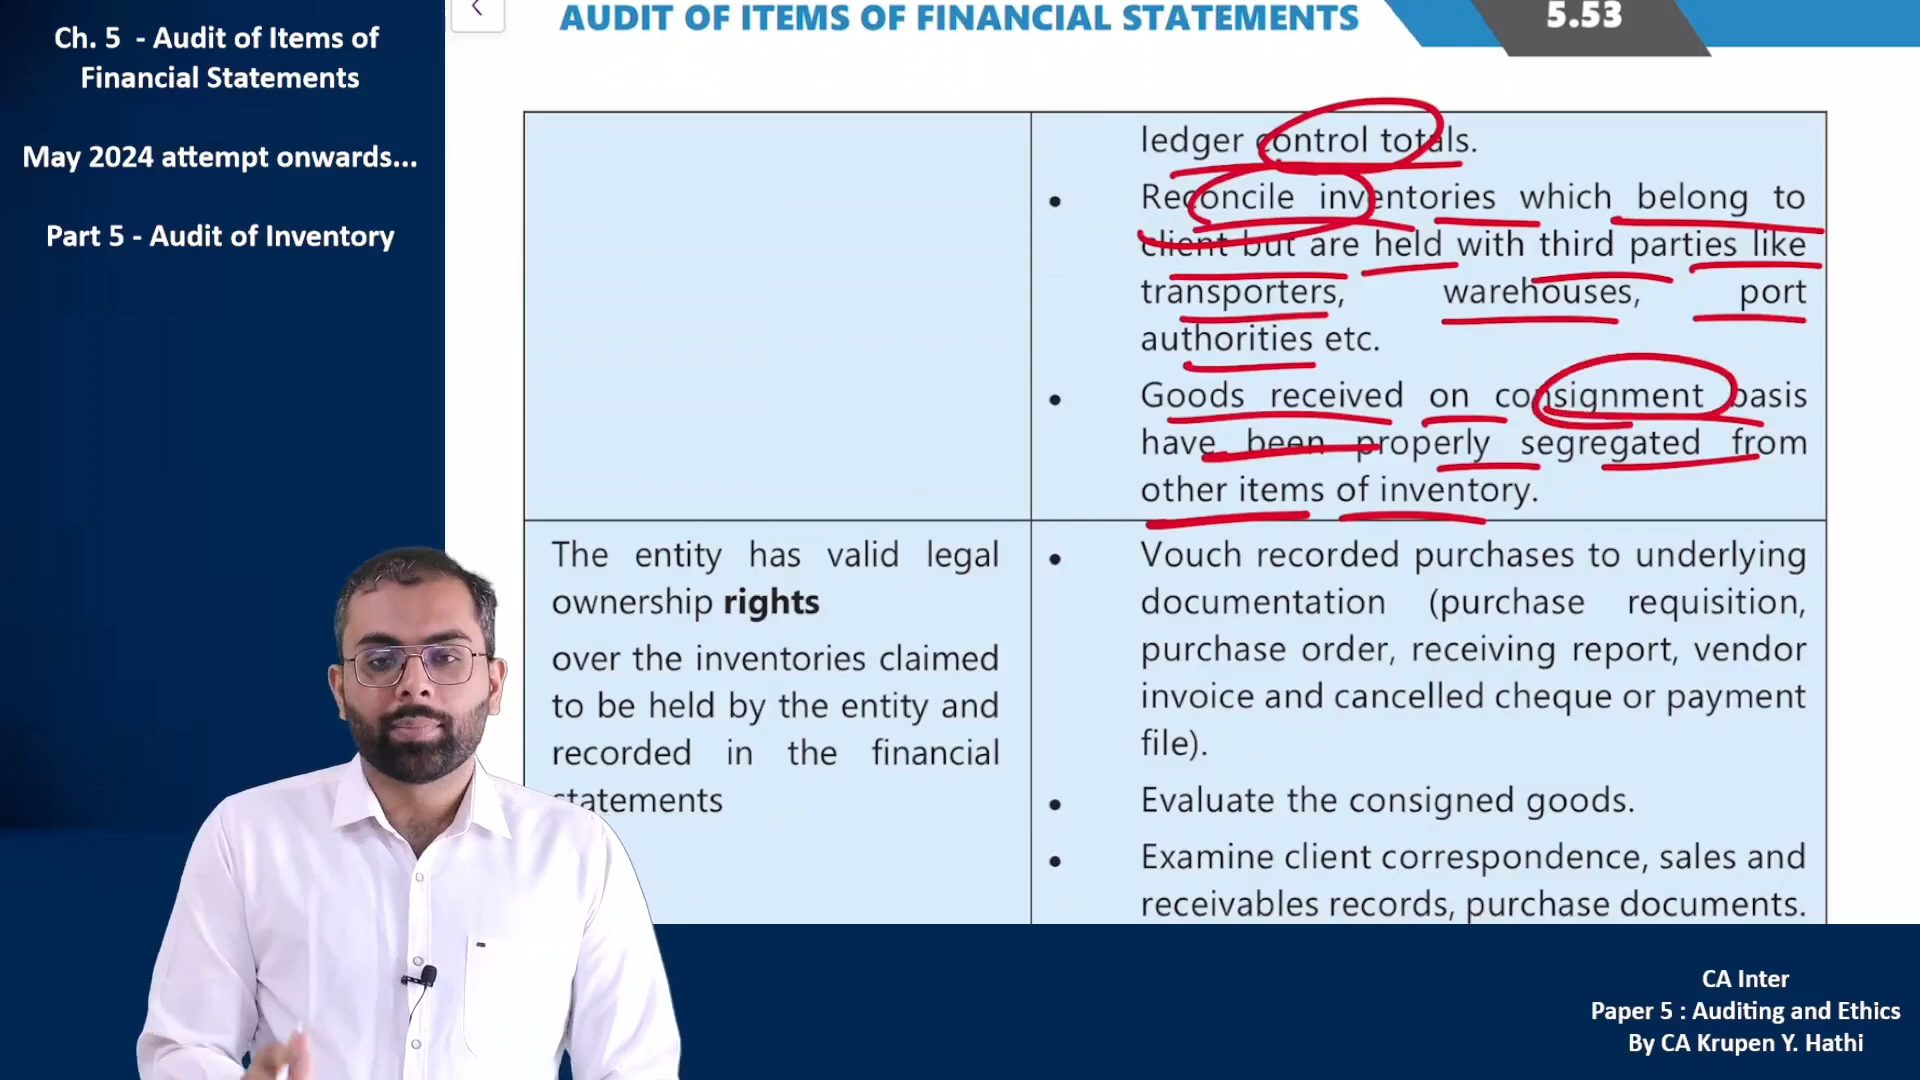 Ch. 5 - Audit of Items of
Financial Statements
May 2024 attempt onwards...
Part 5 - Audit of Inventory
AUDIT OF ITEMS OF FINANCIAL STATEMENTS
5.53
ledger control totals.
• Reconcile inventories which belong to
client but are held with third parties like
transporters, warehouses, port
authorities etc.
• Goods received on consignment basis
have been properly segregated from
other items of inventory.
The entity has valid legal
ownership rights
over the inventories claimed
to be held by the entity and
recorded in the financial
statements
• Vouch recorded purchases to underlying
documentation (purchase requisition,
purchase order, receiving report, vendor
invoice and cancelled cheque or payment
file).
• Evaluate the consigned goods.
• Examine client correspondence, sales and
receivables records, purchase documents.
CA Inter
Paper 5 : Auditing and Ethics
By CA Krupen Y. Hathi